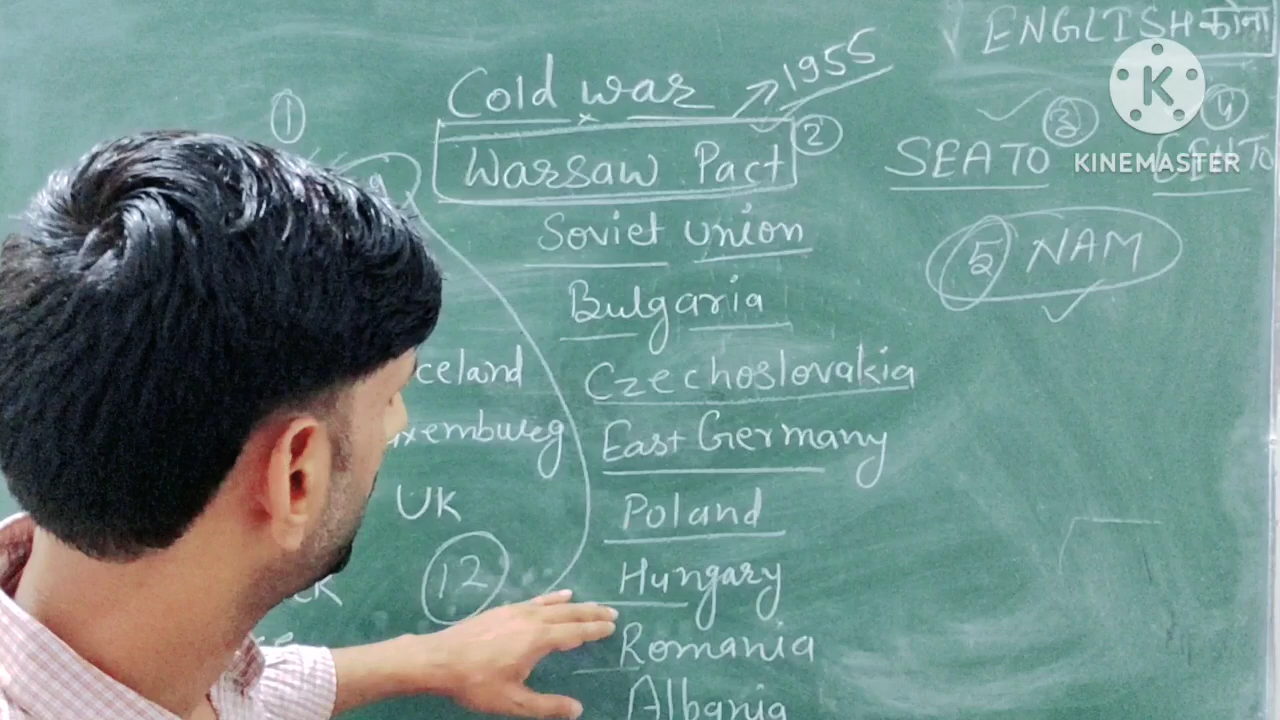 ENGLISH कोना
Cold war 1955
①
Warsaw Pact ②
SEATO ③
④
KINEMASTER
Soviet Union
⑤ NAM
Bulgaria
celand
Czechoslovakia
xembweg
East Germany
UK
Poland
12
Hungary
Romania
Albania